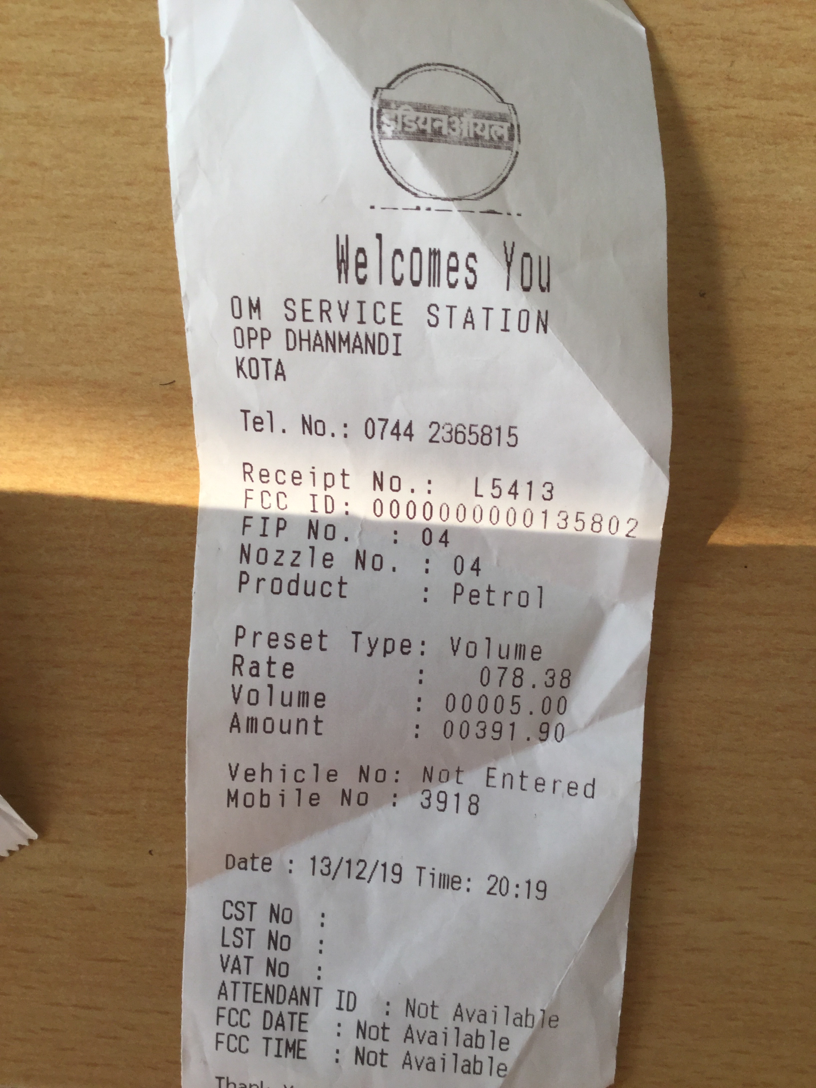 इंडियनऑयल
Welcomes You
OM SERVICE STATION
OPP DHANMANDI
KOTA
Tel. No.: 0744 2365815
Receipt No.: L5413
FCC ID: 0000000000135802
FIP No. : 04
Nozzle No. : 04
Product : Petrol
Preset Type: Volume
Rate : 078.38
Volume : 00005.00
Amount : 00391.90
Vehicle No: Not Entered
Mobile No : 3918
Date : 13/12/19 Time: 20:19
CST No :
LST No :
VAT No :
ATTENDANT ID : Not Available
FCC DATE : Not Available
FCC TIME : Not Available
Thank